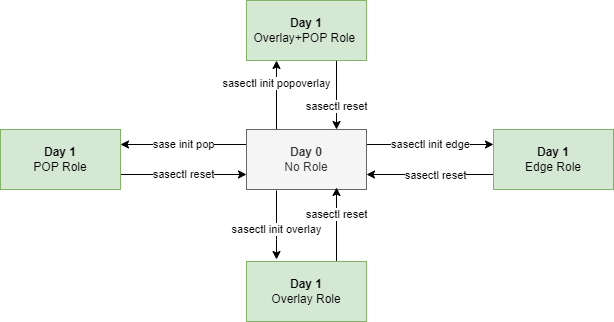 Day 1
Overlay+POP Role
sasectl init popoverlay
sasectl reset
Day 1
POP Role
sase init pop
sasectl reset
Day 0
No Role
sasectl init edge
sasectl reset
Day 1
Edge Role
sasectl reset
sasectl init overlay
Day 1
Overlay Role